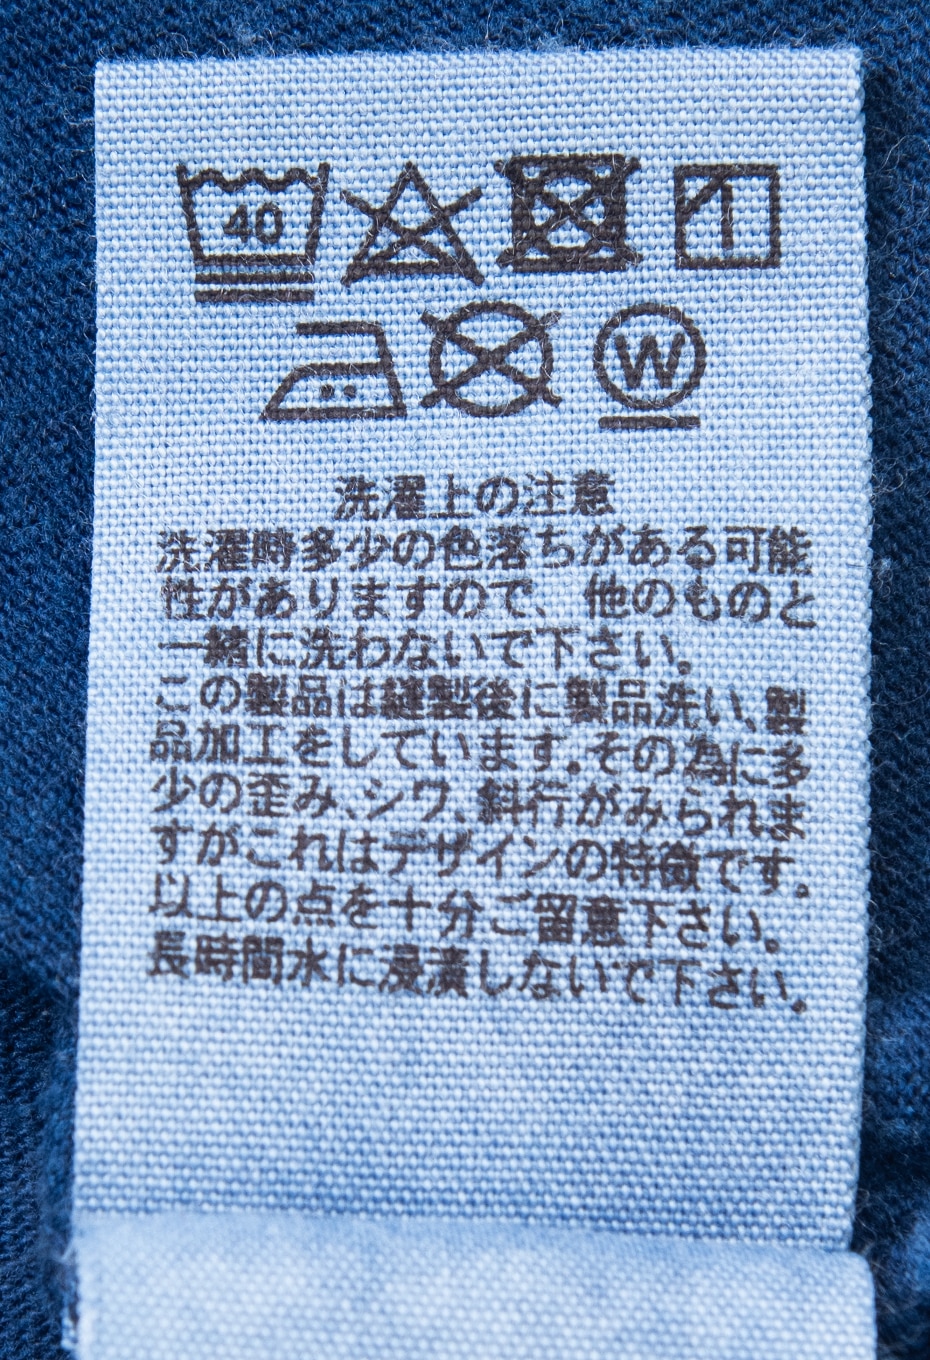 40
W
洗濯上の注意
洗濯時多少の色落ちがある可能
性がありますので、他のものと
一緒に洗わないで下さい。
この製品は縫製後に製品洗い、製
品加工をしています。その為に多
少の歪み、シワ、斜行がみられま
すがこれはデザインの特徴です。
以上の点を十分ご留意下さい。
長時間水に浸漬しないで下さい。